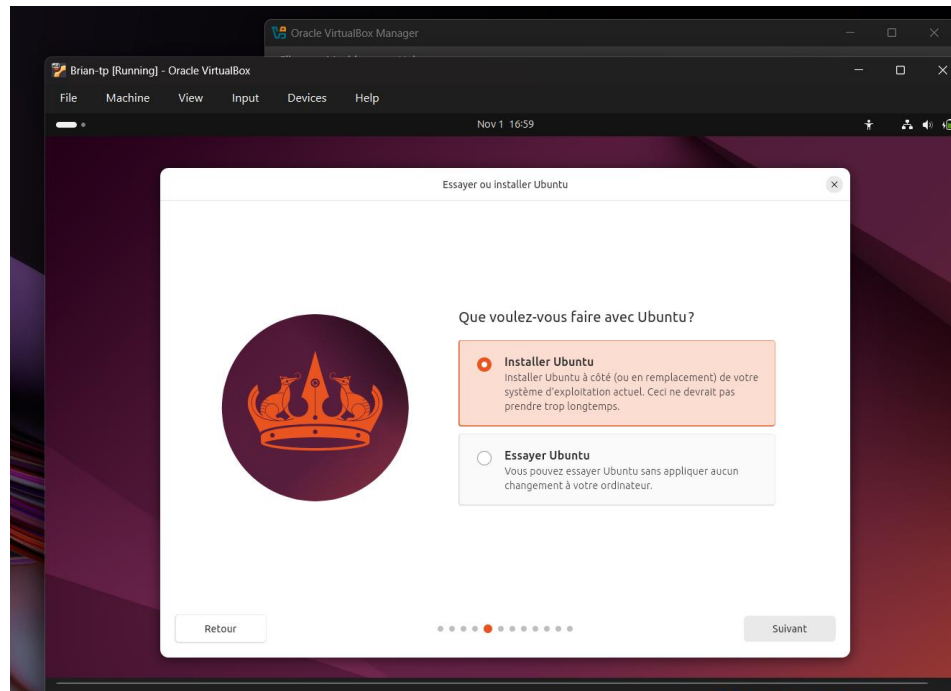 Oracle VirtualBox Manager
Brian-tp [Running] - Oracle VirtualBox
File Machine View Input Devices Help
Nov 1 16:59
Essayer ou installer Ubuntu
Que voulez-vous faire avec Ubuntu ?
Installer Ubuntu
Installer Ubuntu à côté (ou en remplacement) de votre
système d'exploitation actuel. Ceci ne devrait pas
prendre trop longtemps.
Essayer Ubuntu
Vous pouvez essayer Ubuntu sans appliquer aucun
changement à votre ordinateur.
Retour
Suivant